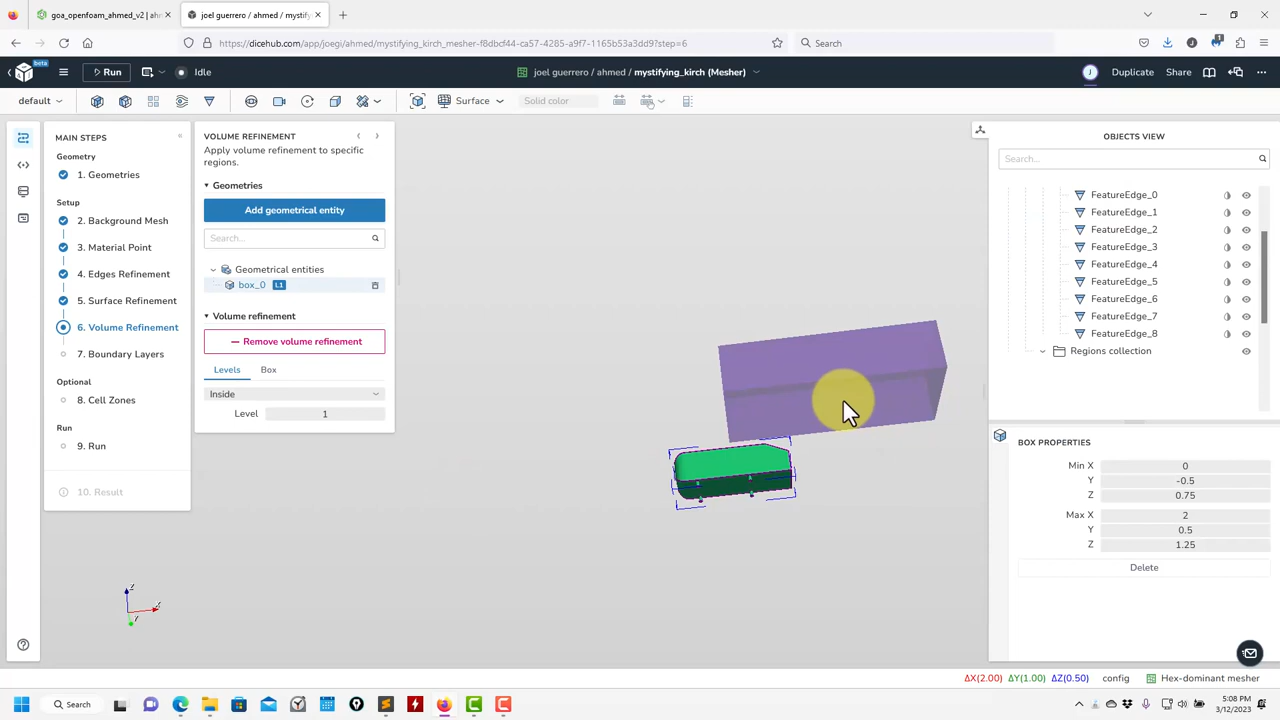 goa_openfoam_ahmed_v2 | ah
joel guerrero / ahmed / mystifyi
https://dicehub.com/app/joegi/ahmed/mystifying_kirch_mesher-f8dbcf44-ca57-4285-a9f7-1165b53a3dd9?step=6
Search
beta
Run
Idle
joel guerrero / ahmed / mystifying_kirch (Mesher)
J
Duplicate
Share
default
Surface
Solid color
MAIN STEPS
Geometry
1. Geometries
Setup
2. Background Mesh
3. Material Point
4. Edges Refinement
5. Surface Refinement
6. Volume Refinement
7. Boundary Layers
Optional
8. Cell Zones
Run
9. Run
10. Result
VOLUME REFINEMENT
Apply volume refinement to specific
regions.
Geometries
Add geometrical entity
Search...
Geometrical entities
box_0 L1
Volume refinement
Remove volume refinement
Levels Box
Inside
Level 1
OBJECTS VIEW
Search...
FeatureEdge_0
FeatureEdge_1
FeatureEdge_2
FeatureEdge_3
FeatureEdge_4
FeatureEdge_5
FeatureEdge_6
FeatureEdge_7
FeatureEdge_8
Regions collection
BOX PROPERTIES
Min X 0
Y -0.5
Z 0.75
Max X 2
Y 0.5
Z 1.25
Delete
Z
Y
ΔX(2.00) ΔY(1.00) ΔZ(0.50) config Hex-dominant mesher
Search
5:08 PM
3/12/2023